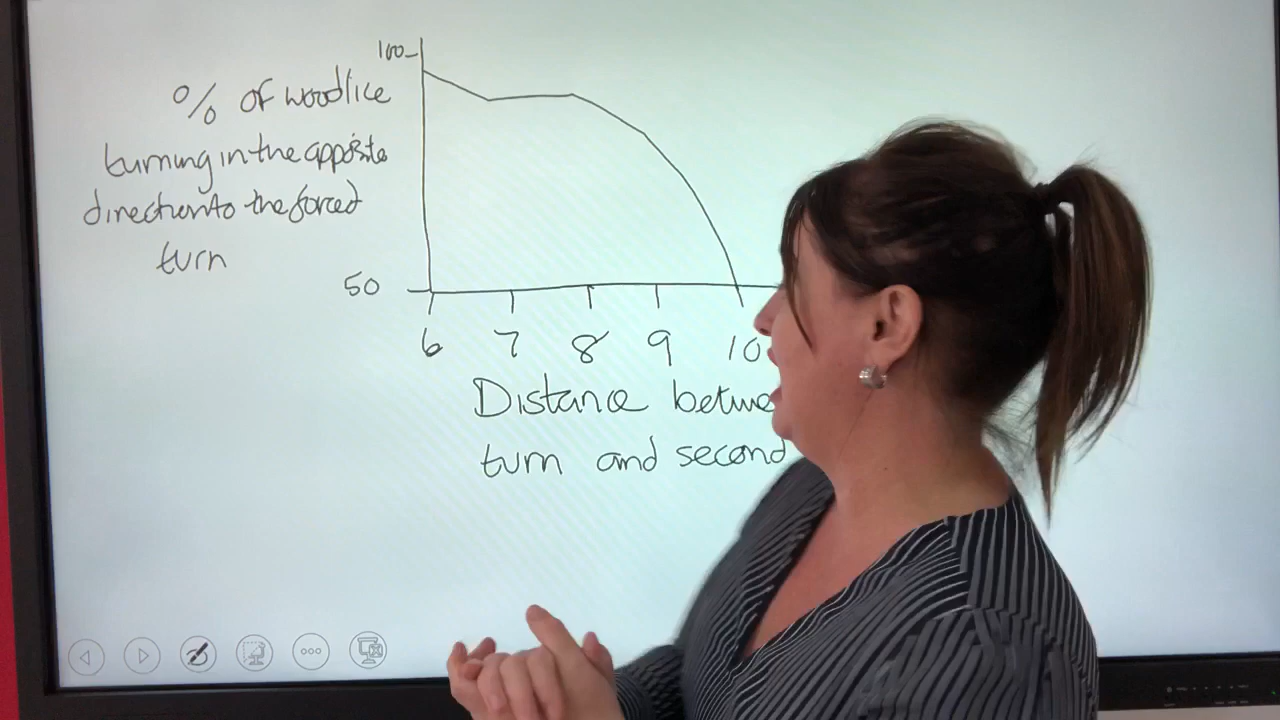 100
% of woodlice
turning in the opposite
direction to the forced
turn
50
6 7 8 9 10
Distance
turn and second